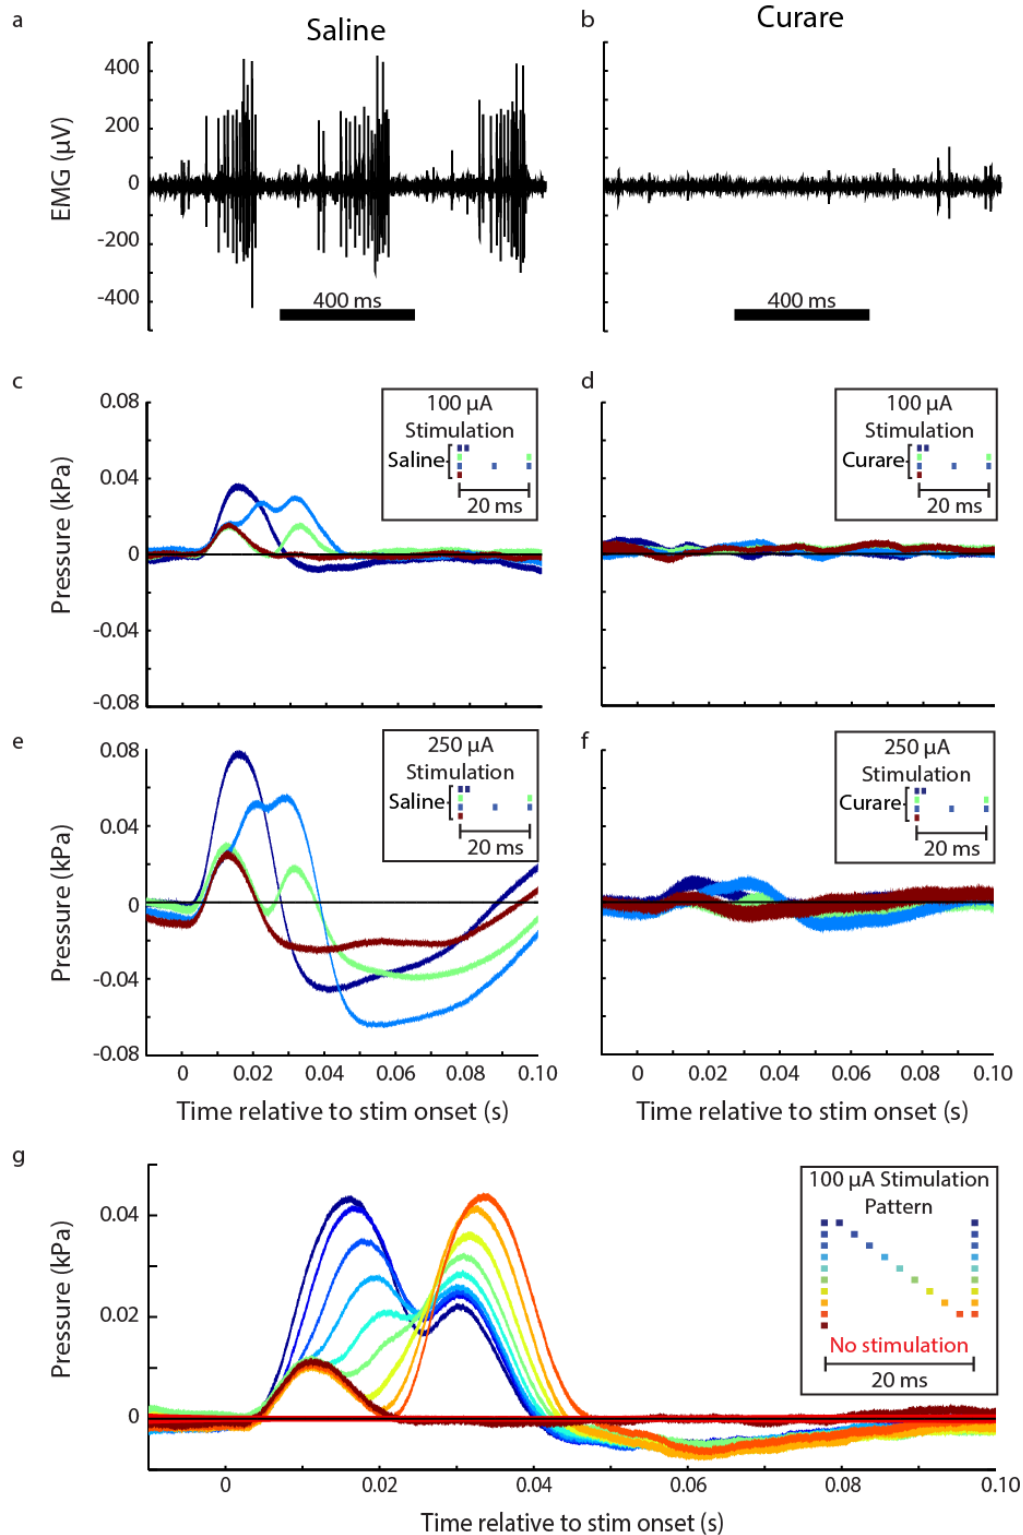 a
Saline
b
Curare
400
200
0
-200
-400
EMG (µV)
400 ms
400 ms
c
d
0.08
0.04
0
-0.04
-0.08
Pressure (kPa)
100 µA
Stimulation
Saline
20 ms
100 µA
Stimulation
Curare
20 ms
e
f
0.08
0.04
0
-0.04
-0.08
Pressure (kPa)
250 µA
Stimulation
Saline
20 ms
250 µA
Stimulation
Curare
20 ms
0 0.02 0.04 0.06 0.08 0.10
0 0.02 0.04 0.06 0.08 0.10
Time relative to stim onset (s)
Time relative to stim onset (s)
g
0.04
0.02
0
Pressure (kPa)
100 µA Stimulation
Pattern
No stimulation
20 ms
0 0.02 0.04 0.06 0.08 0.10
Time relative to stim onset (s)